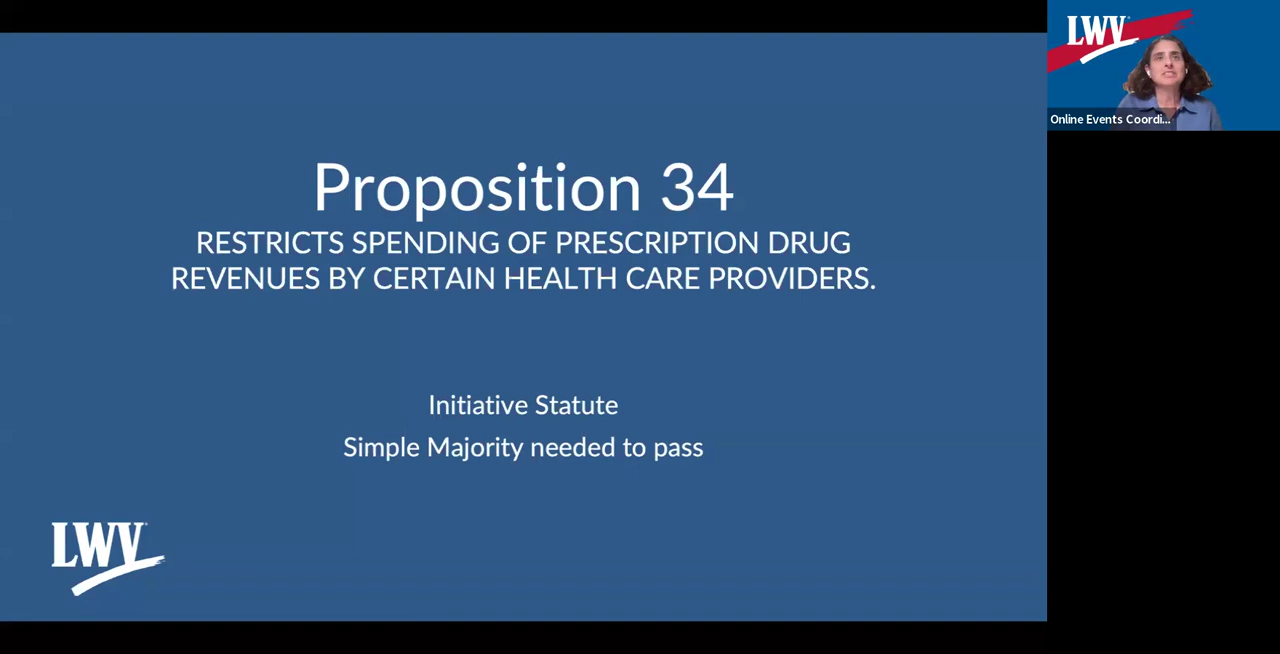 Proposition 34
RESTRICTS SPENDING OF PRESCRIPTION DRUG
REVENUES BY CERTAIN HEALTH CARE PROVIDERS.
Initiative Statute
Simple Majority needed to pass
LWV
LWV
Online Events Coordi...